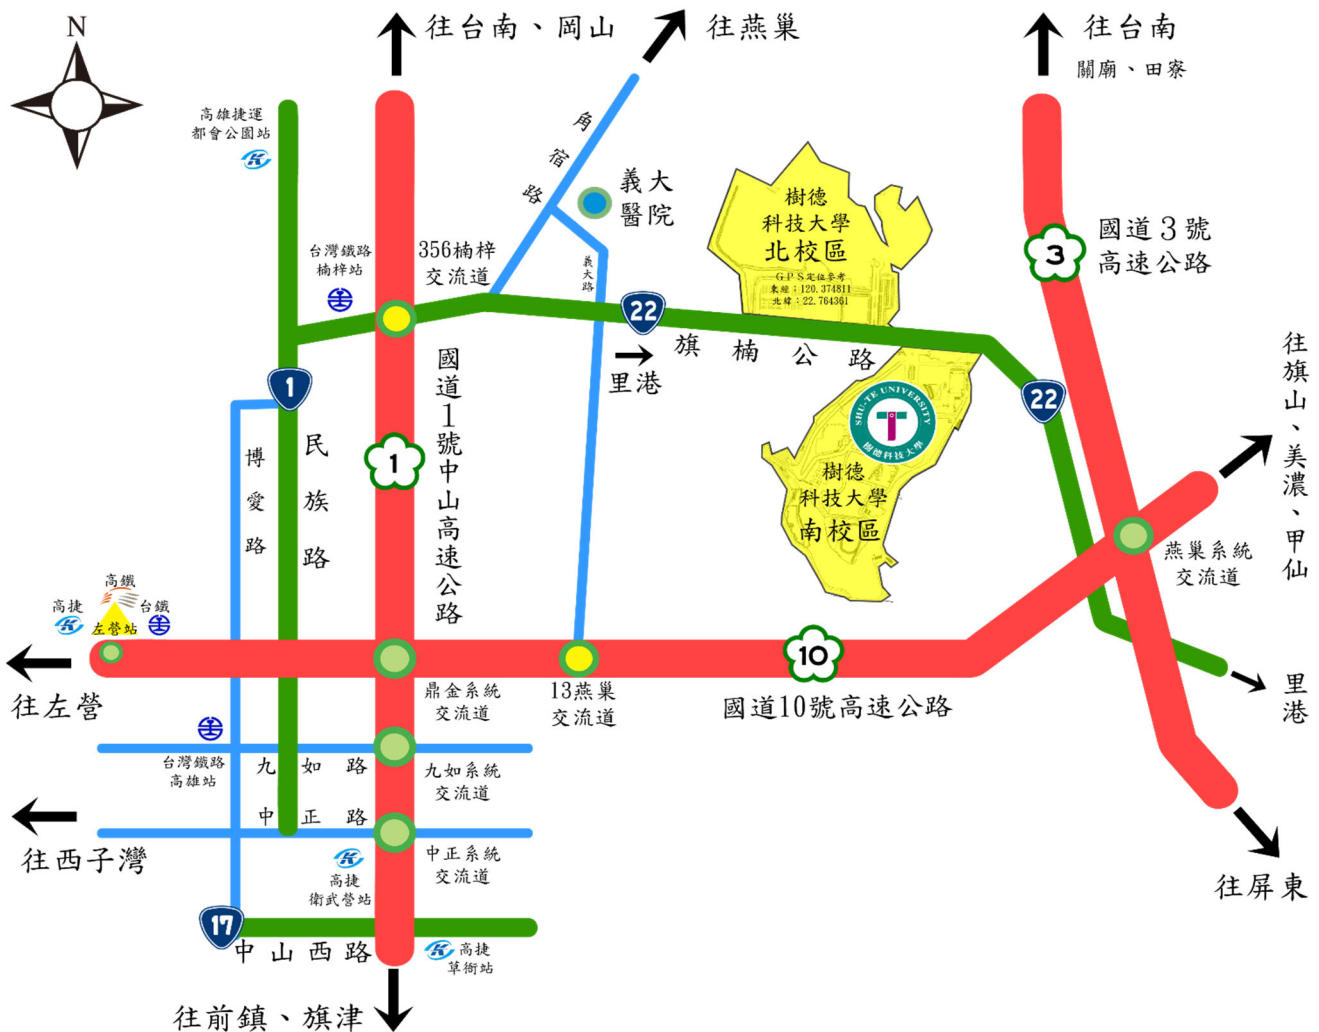 N
往台南、岡山
往燕巢
往台南
關廟、田寮
高雄捷運
都會公園站
角宿路
義大
醫院
樹德
科技大學
北校區
GPS定位參考
東經：120.374811
北緯：22.764361
3
國道3號
高速公路
台灣鐵路
楠梓站
356楠梓
交流道
義大路
22
旗楠公路
里港
1
22
往旗山、美濃、甲仙
SHU-TE UNIVERSITY
樹德科技大學
樹德
科技大學
南校區
博愛路
民族路
1
國道1號中山高速公路
燕巢系統
交流道
高鐵
高捷
台鐵
左營站
10
往左營
鼎金系統
交流道
13燕巢
交流道
國道10號高速公路
里港
台灣鐵路
高雄站
九如路
九如系統
交流道
中正路
往西子灣
中正系統
交流道
高捷
衛武營站
往屏東
17
中山西路
高捷
草衙站
往前鎮、旗津